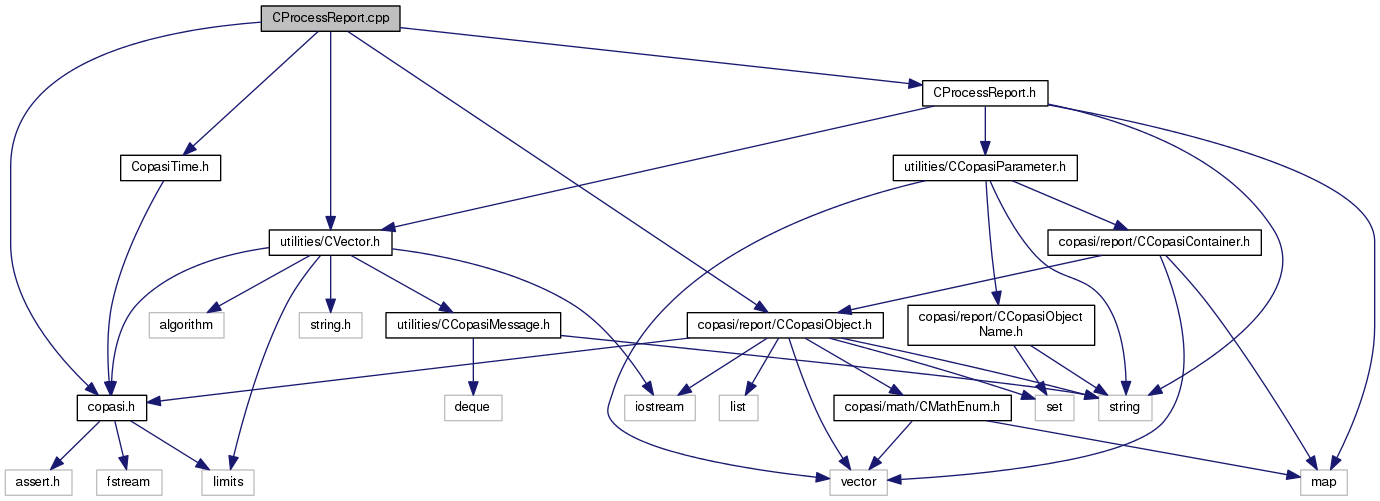 CProcessReport.cpp
CProcessReport.h
CopasiTime.h
utilities/CCopasiParameter.h
utilities/CVector.h
copasi/report/CCopasiContainer.h
algorithm
string.h
utilities/CCopasiMessage.h
copasi/report/CCopasiObject.h
copasi/report/CCopasiObject
Name.h
copasi.h
deque
iostream
list
copasi/math/CMathEnum.h
set
string
assert.h
fstream
limits
vector
map